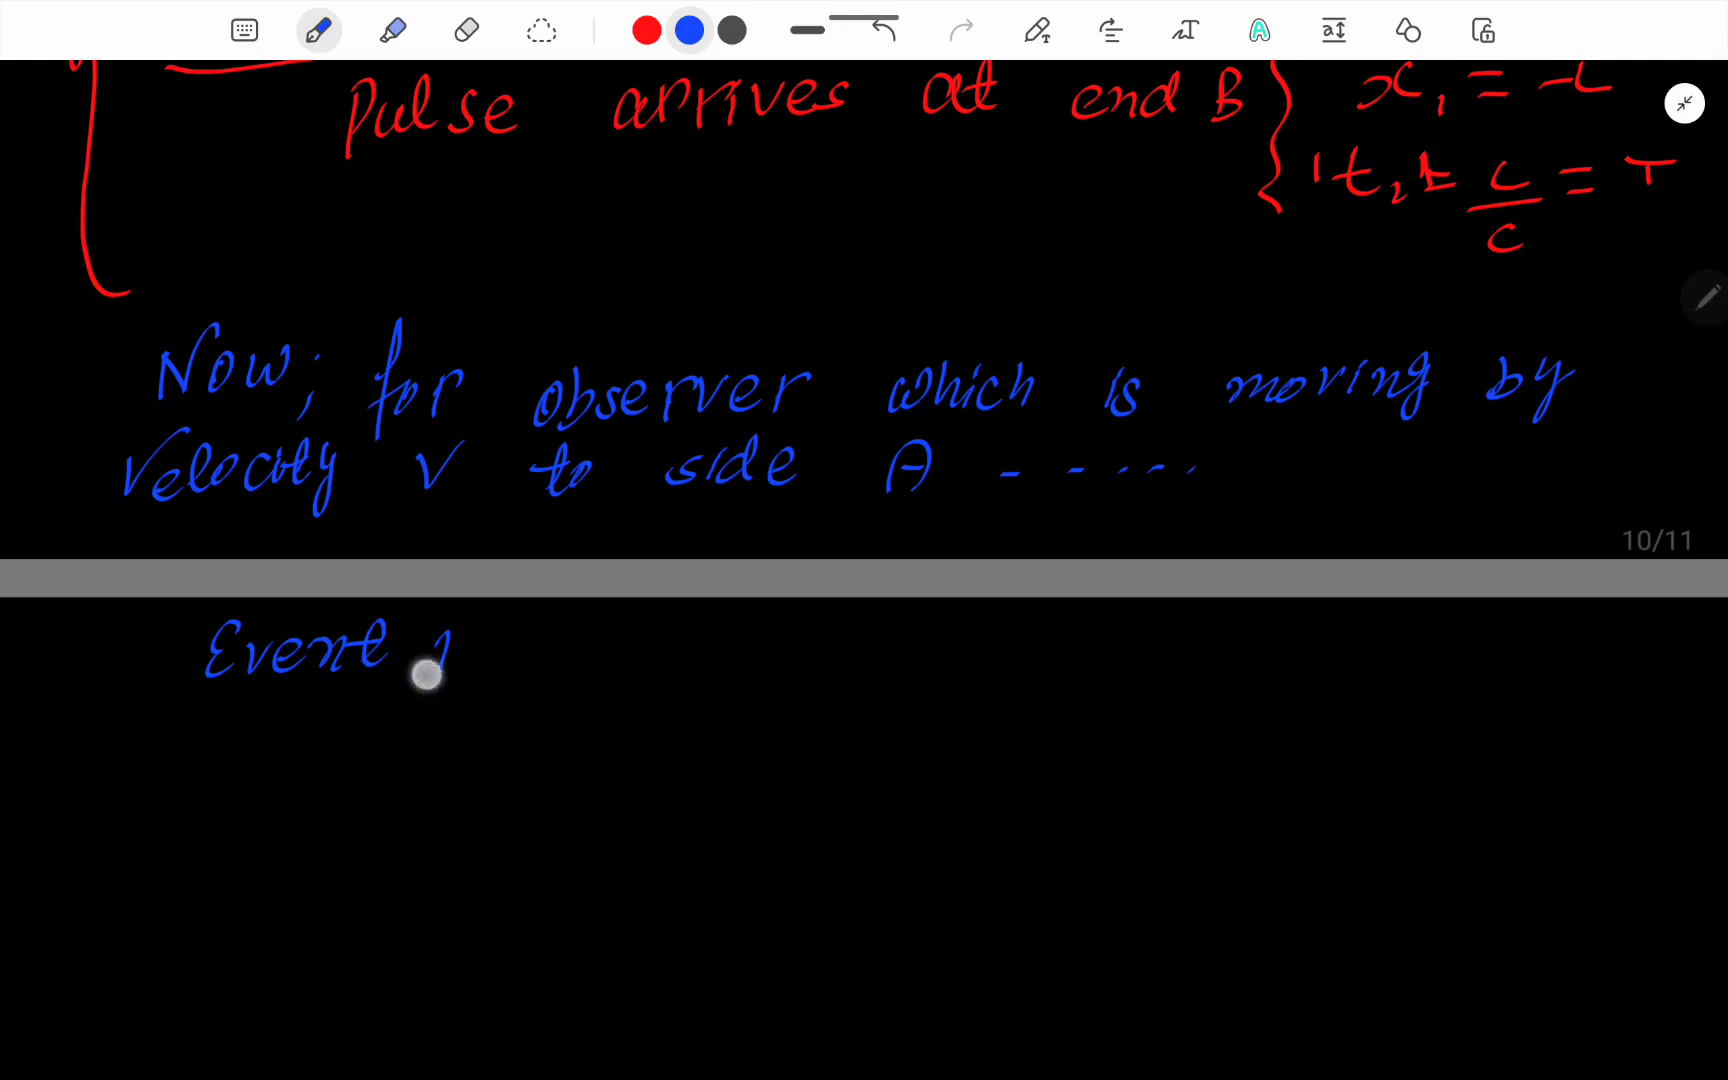 Pulse arrives at end B } x₁ = -L
t₂ = L/c = T
Now, for observer which is moving by
velocity V to side A - - - - - .
10/11
Event 1